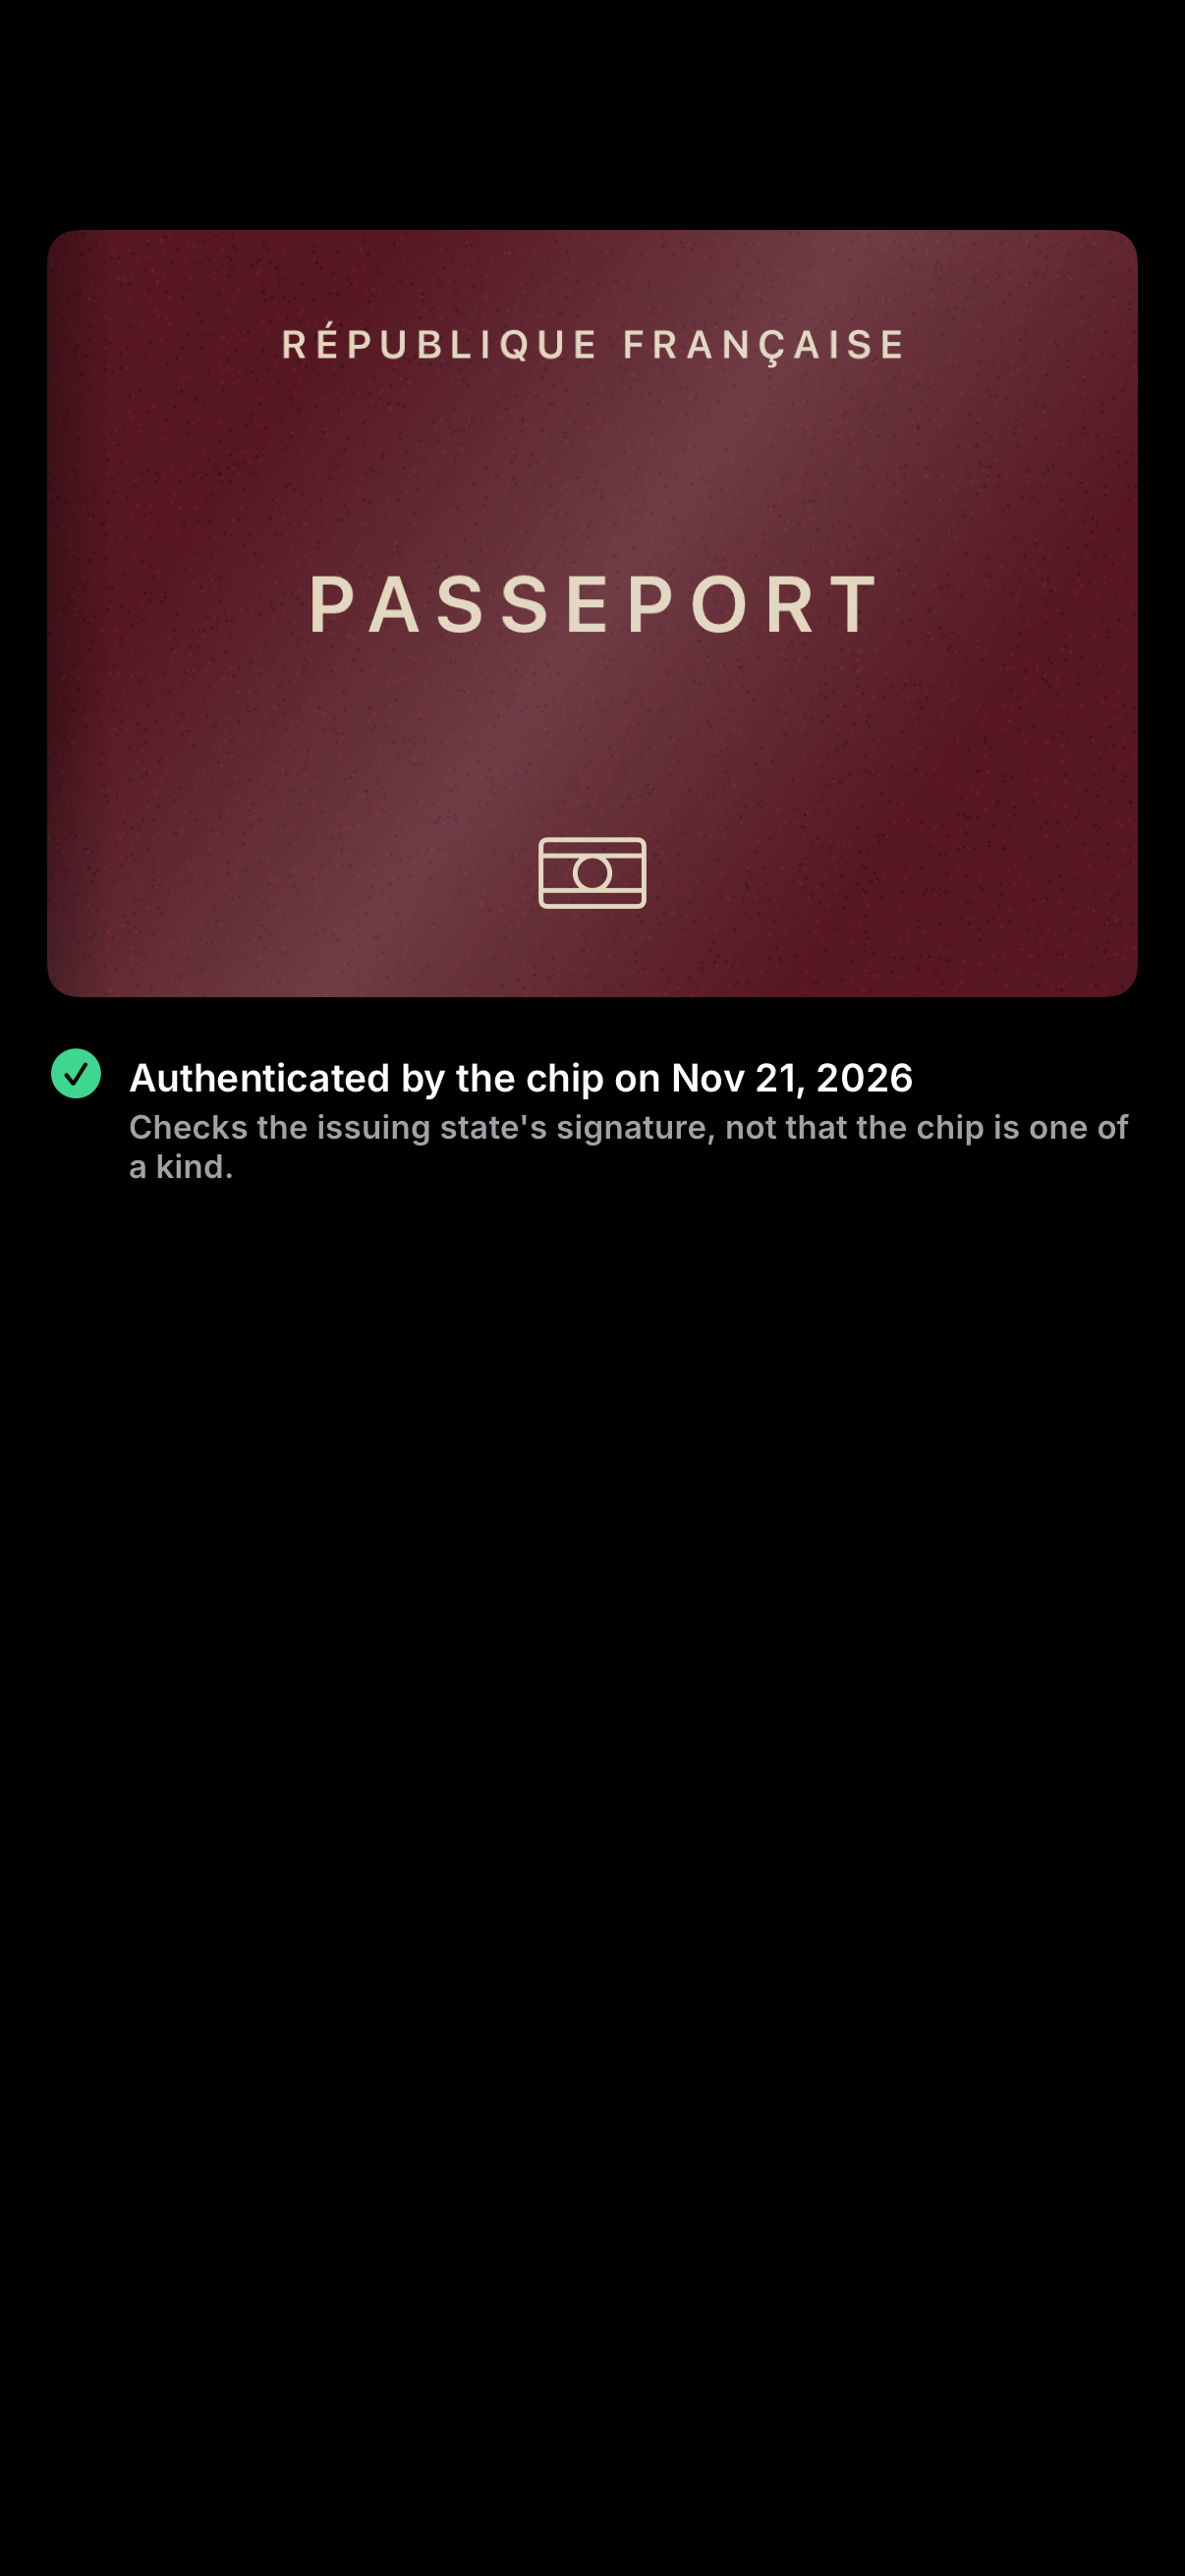 RÉPUBLIQUE FRANÇAISE
PASSEPORT
Authenticated by the chip on Nov 21, 2026
Checks the issuing state's signature, not that the chip is one of
a kind.